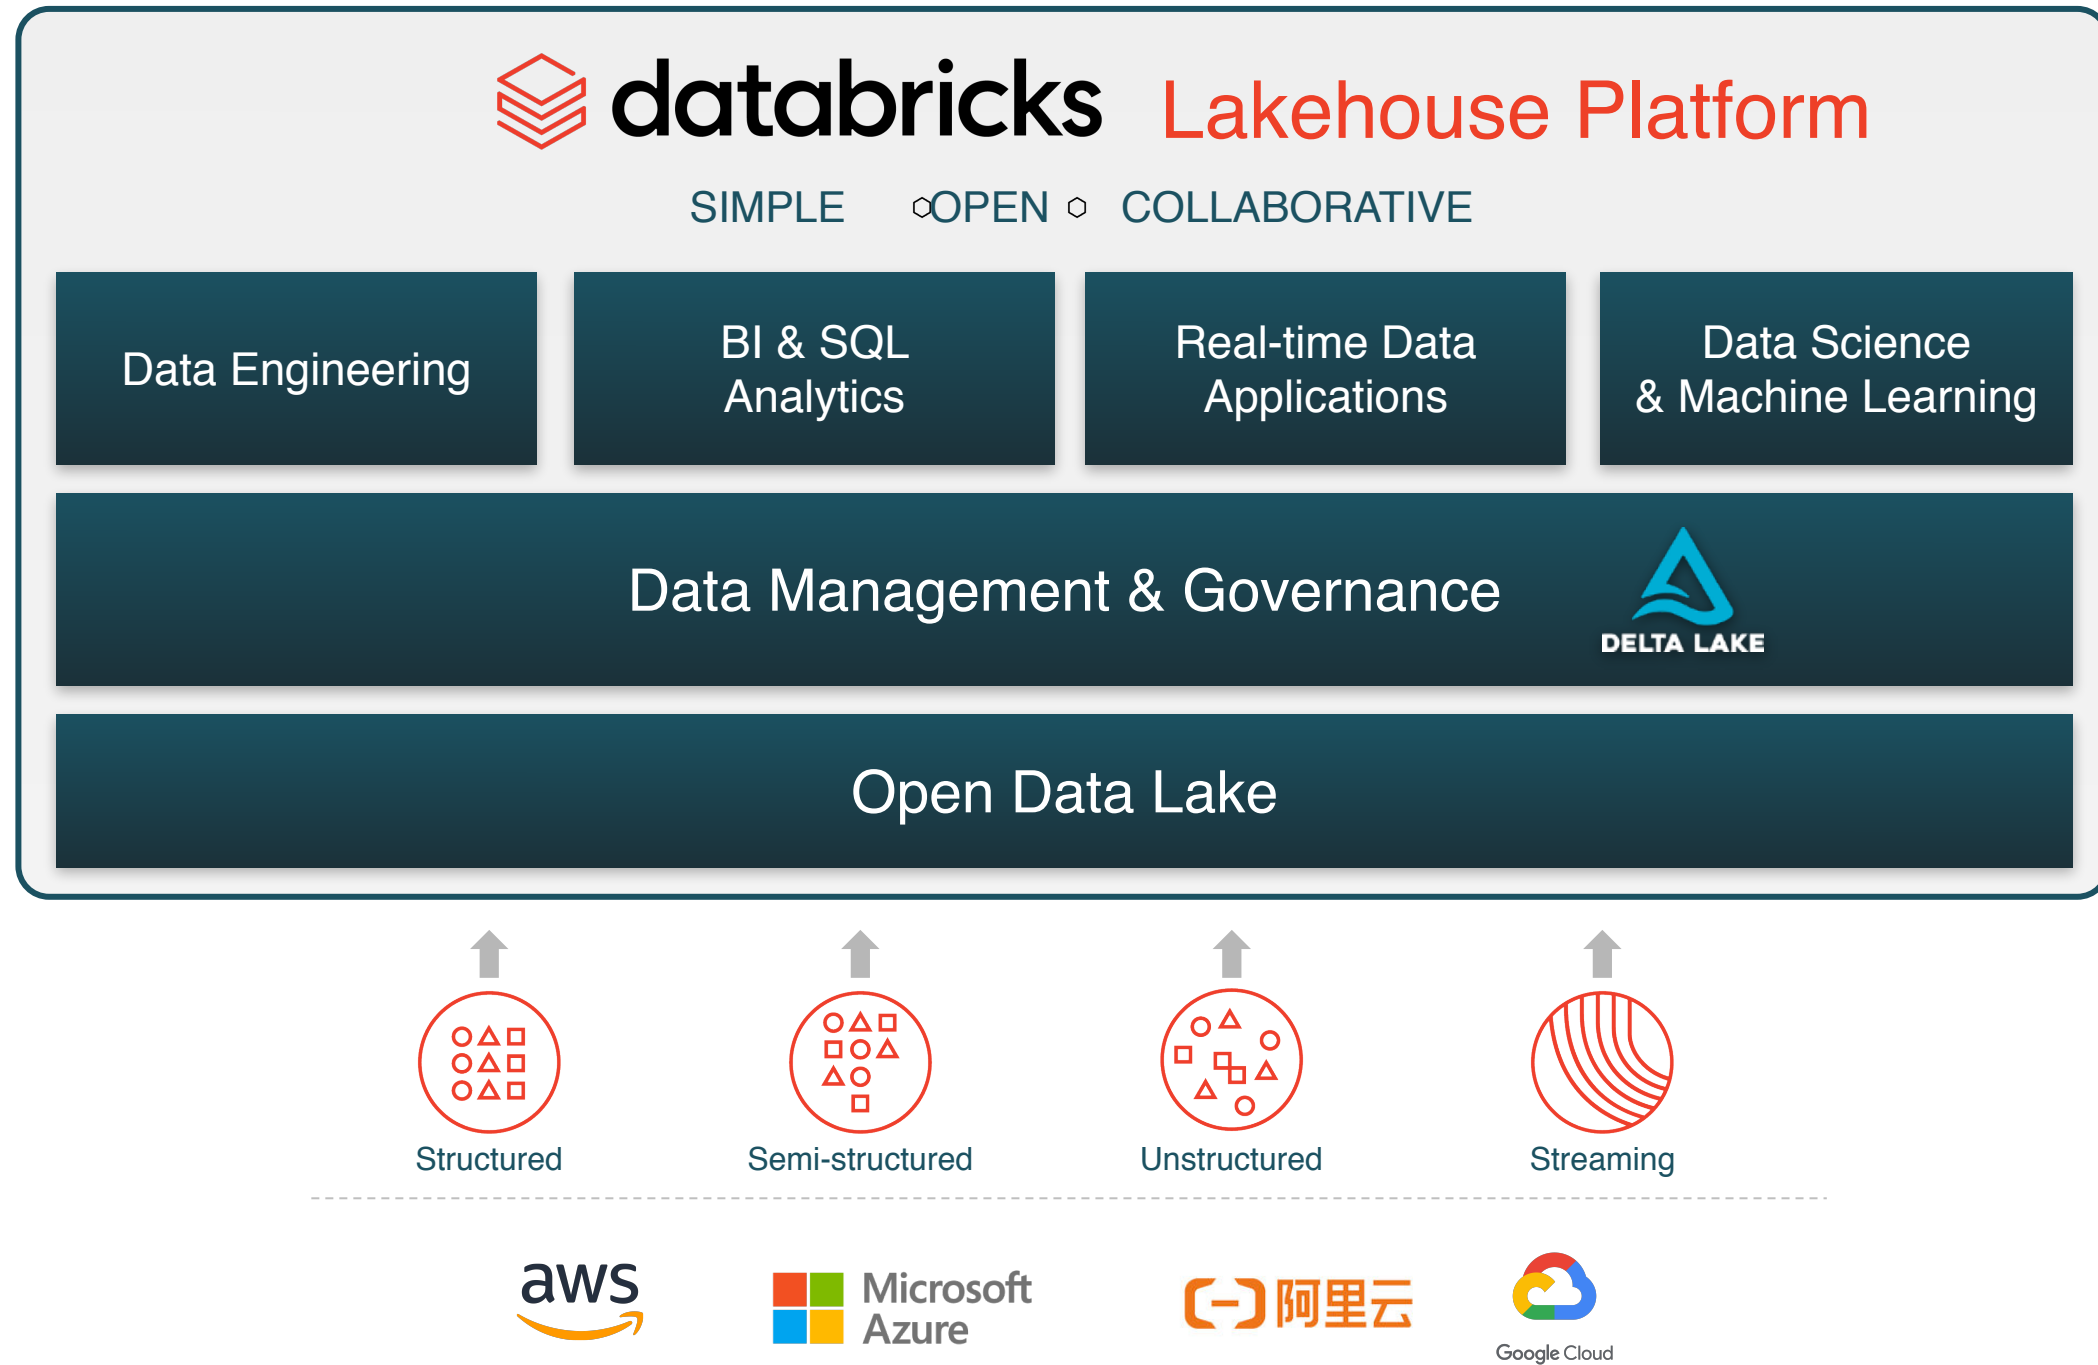 databricks Lakehouse Platform
SIMPLE OPEN COLLABORATIVE
Data Engineering
BI & SQL
Analytics
Real-time Data
Applications
Data Science
& Machine Learning
Data Management & Governance
DELTA LAKE
Open Data Lake
Structured
Semi-structured
Unstructured
Streaming
aws
Microsoft
Azure
阿里云
Google Cloud